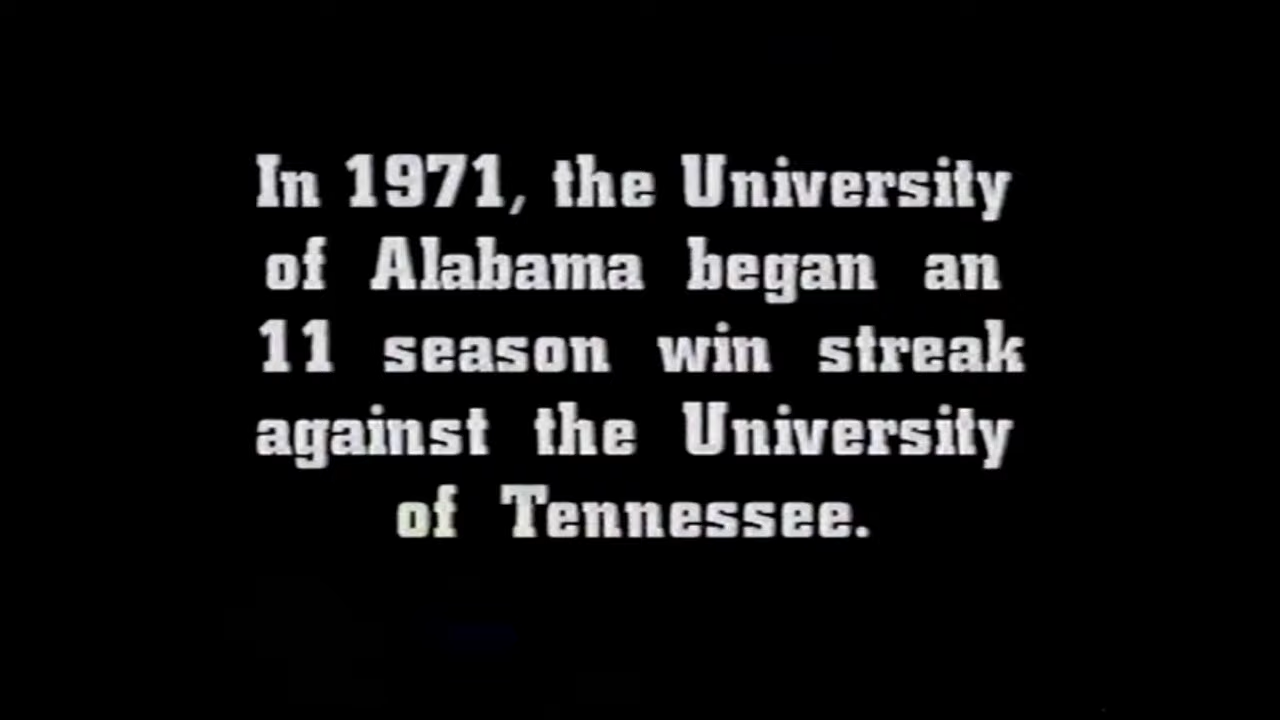 In 1971, the University
of Alabama began an
11 season win streak
against the University
of Tennessee.